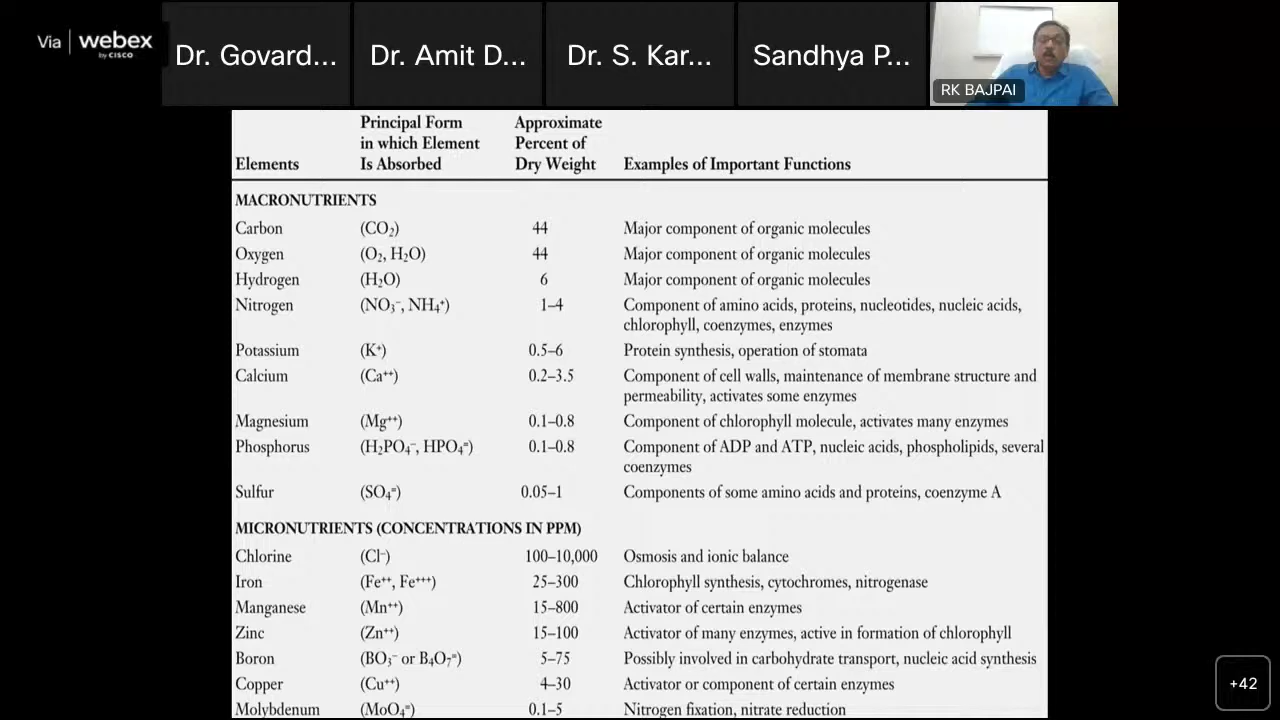 Via | webex
by CISCO
Dr. Govard...
Dr. Amit D...
Dr. S. Kar...
Sandhya P...
RK BAJPAI
Elements Principal Form in which Element Is Absorbed Approximate Percent of Dry Weight Examples of Important Functions
MACRONUTRIENTS
Carbon (CO₂) 44 Major component of organic molecules
Oxygen (O₂, H₂O) 44 Major component of organic molecules
Hydrogen (H₂O) 6 Major component of organic molecules
Nitrogen (NO₃⁻, NH₄⁺) 1–4 Component of amino acids, proteins, nucleotides, nucleic acids,
chlorophyll, coenzymes, enzymes
Potassium (K⁺) 0.5–6 Protein synthesis, operation of stomata
Calcium (Ca⁺⁺) 0.2–3.5 Component of cell walls, maintenance of membrane structure and
permeability, activates some enzymes
Magnesium (Mg⁺⁺) 0.1–0.8 Component of chlorophyll molecule, activates many enzymes
Phosphorus (H₂PO₄⁻, HPO₄⁼) 0.1–0.8 Component of ADP and ATP, nucleic acids, phospholipids, several
coenzymes
Sulfur (SO₄⁼) 0.05–1 Components of some amino acids and proteins, coenzyme A
MICRONUTRIENTS (CONCENTRATIONS IN PPM)
Chlorine (Cl⁻) 100–10,000 Osmosis and ionic balance
Iron (Fe⁺⁺, Fe⁺⁺⁺) 25–300 Chlorophyll synthesis, cytochromes, nitrogenase
Manganese (Mn⁺⁺) 15–800 Activator of certain enzymes
Zinc (Zn⁺⁺) 15–100 Activator of many enzymes, active in formation of chlorophyll
Boron (BO₃⁻ or B₄O₇⁼) 5–75 Possibly involved in carbohydrate transport, nucleic acid synthesis
Copper (Cu⁺⁺) 4–30 Activator or component of certain enzymes
Molybdenum (MoO₄⁼) 0.1–5 Nitrogen fixation, nitrate reduction
+42